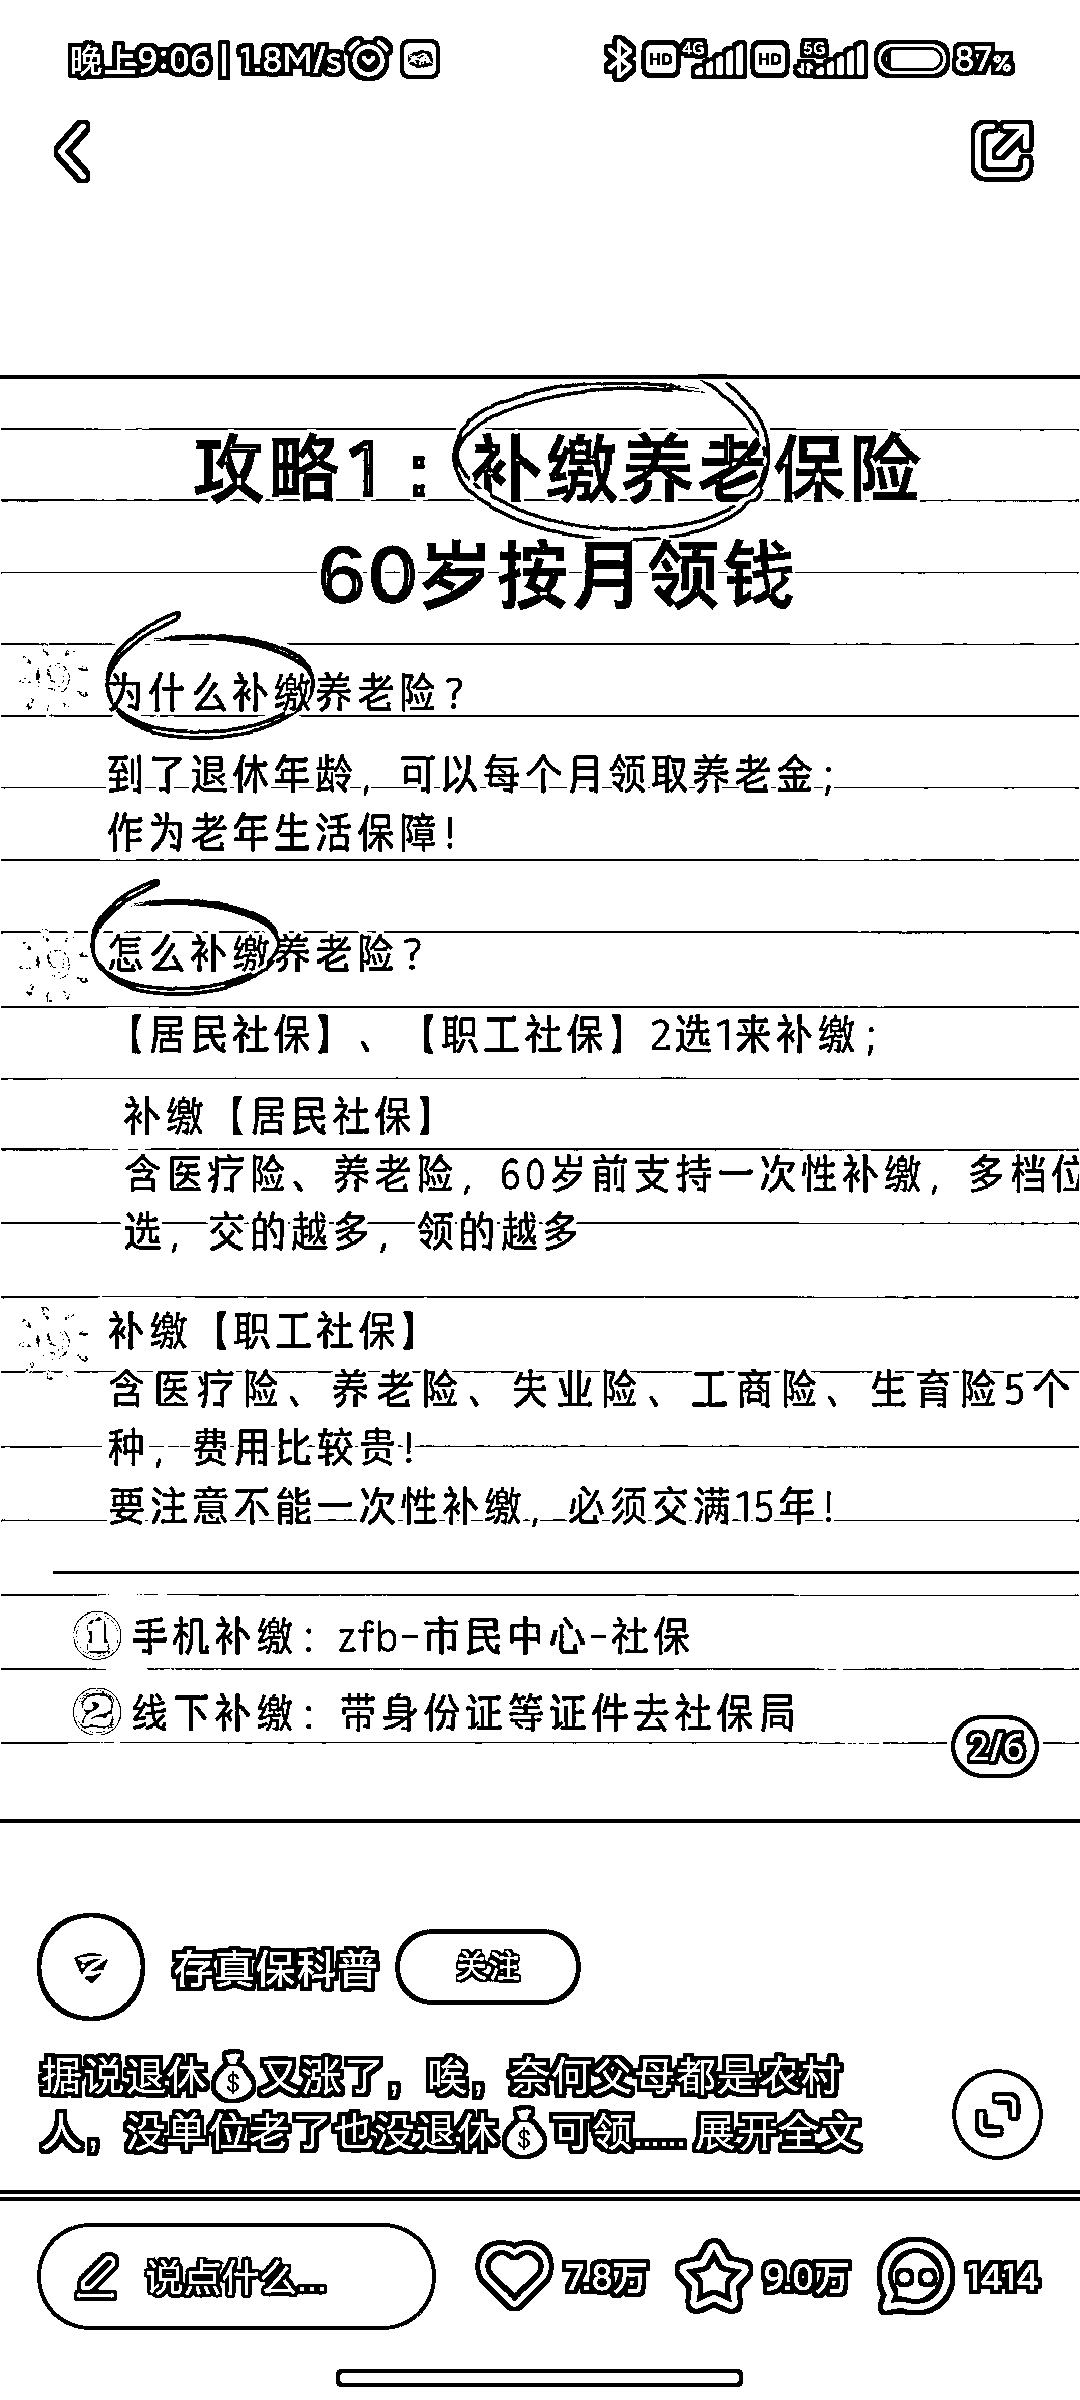 晚上9:06 | 1.8M/s HD 4G HD 5G 87%
攻略1：补缴养老保险
60岁按月领钱
为什么补缴养老险？
到了退休年龄，可以每个月领取养老金；
作为老年生活保障！
怎么补缴养老险？
【居民社保】、【职工社保】2选1来补缴；
补缴【居民社保】
含医疗险、养老险，60岁前支持一次性补缴，多档位
选，交的越多，领的越多
补缴【职工社保】
含医疗险、养老险、失业险、工商险、生育险5个
种，费用比较贵！
要注意不能一次性补缴，必须交满15年！
1 手机补缴：zfb-市民中心-社保
2 线下补缴：带身份证等证件去社保局
2/6
存真保科普 关注
据说退休💰又涨了，唉，奈何父母都是农村
人，没单位老了也没退休💰可领...... 展开全文
说点什么... 7.8万 9.0万 1414